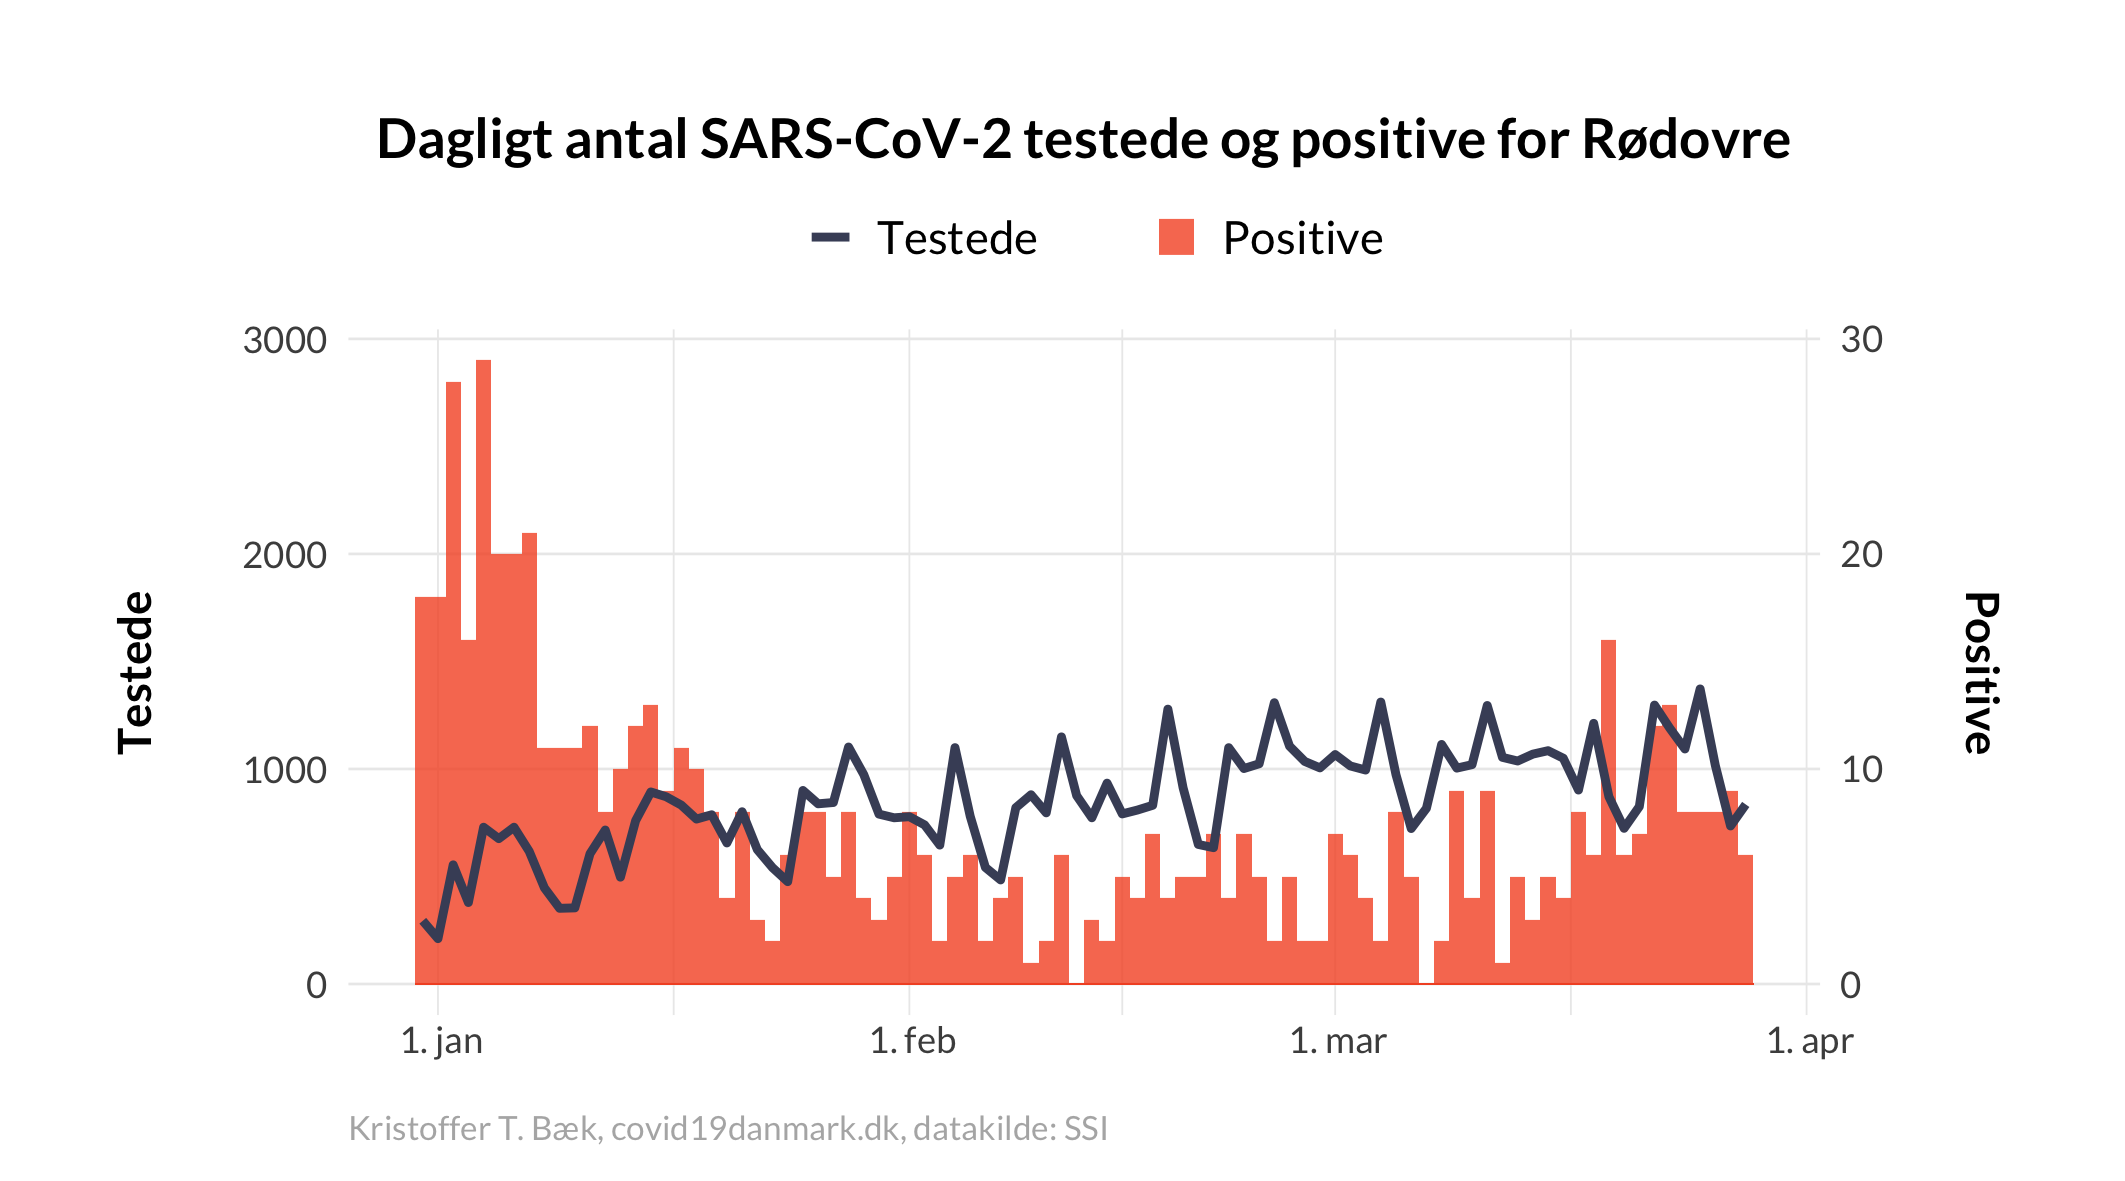 Dagligt antal SARS-CoV-2 testede og positive for Rødovre
Testede
Positive
3000
2000
1000
0
30
20
10
0
Testede
Positive
1. jan
1. feb
1. mar
1. apr
Kristoffer T. Bæk, covid19danmark.dk, datakilde: SSI